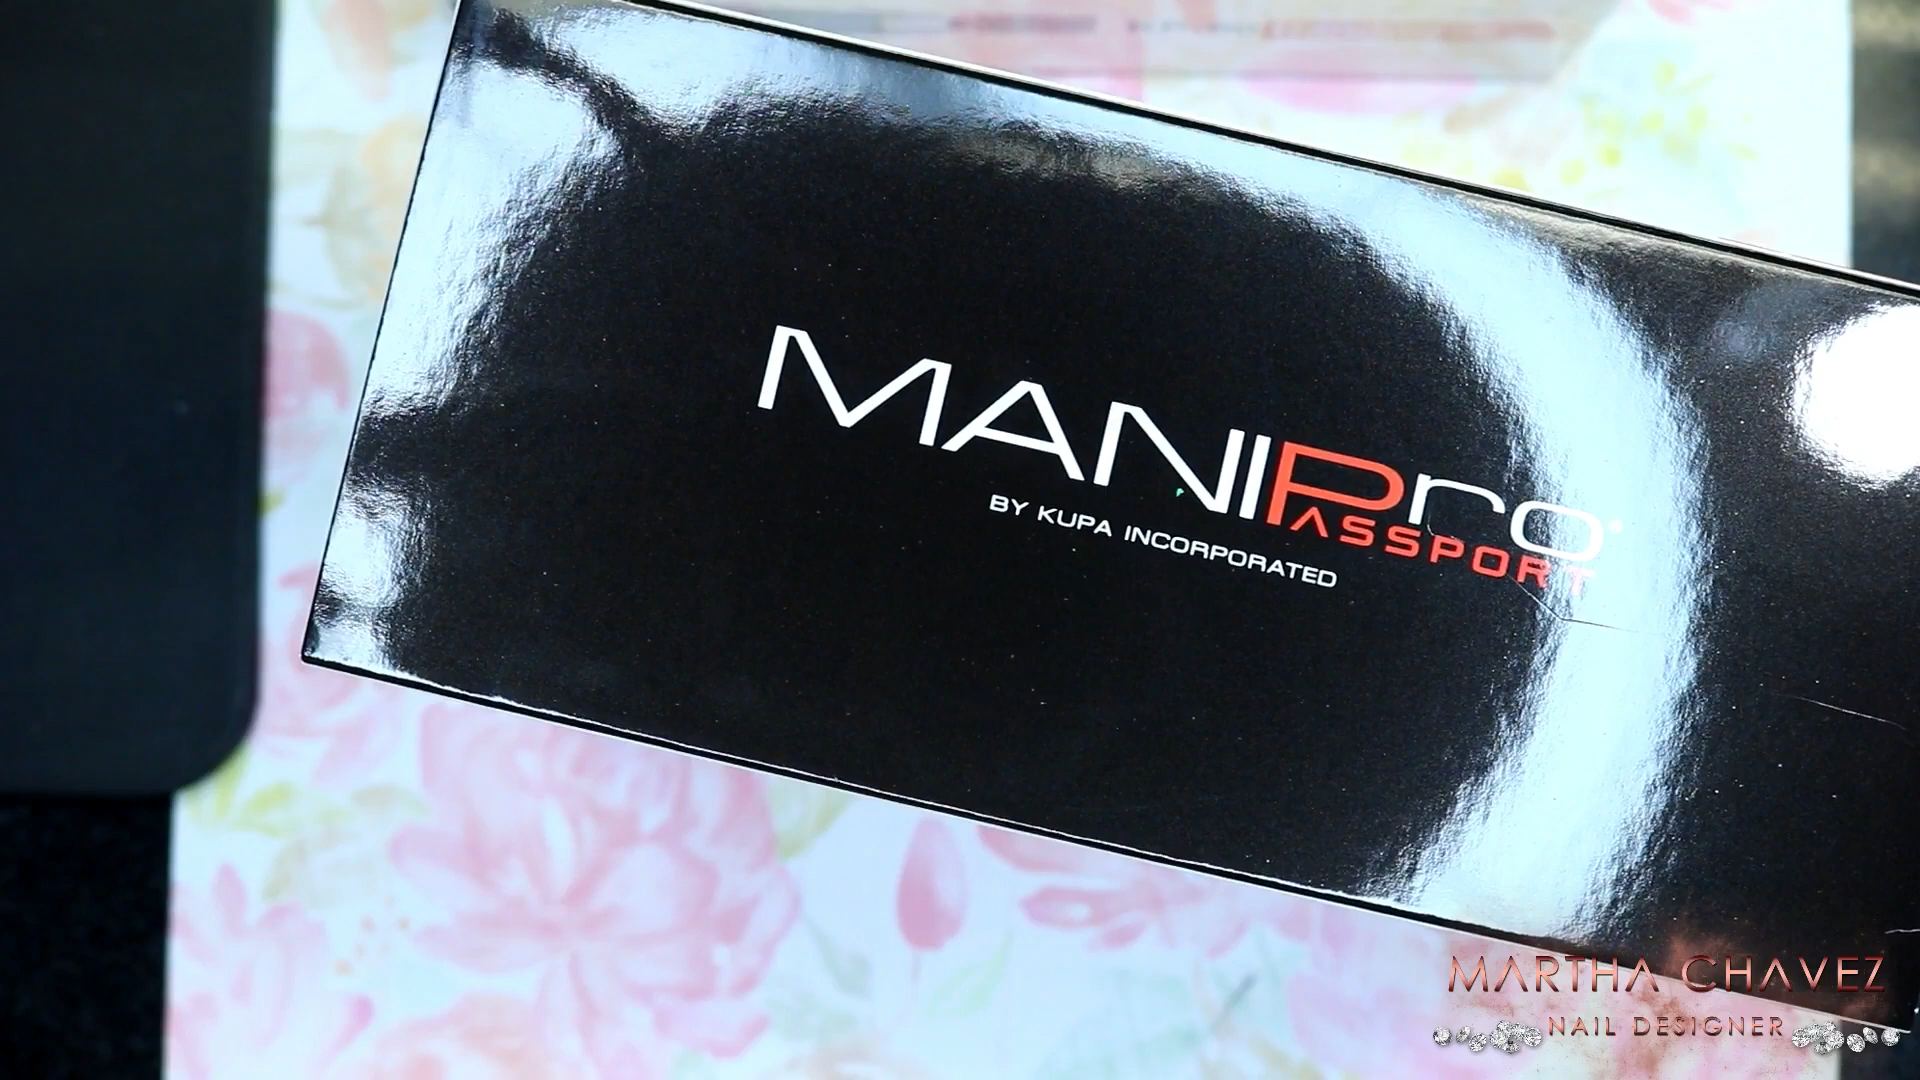 MANIPro
PASSPORT
BY KUPA INCORPORATED
MARTHA CHAVEZ
NAIL DESIGNER